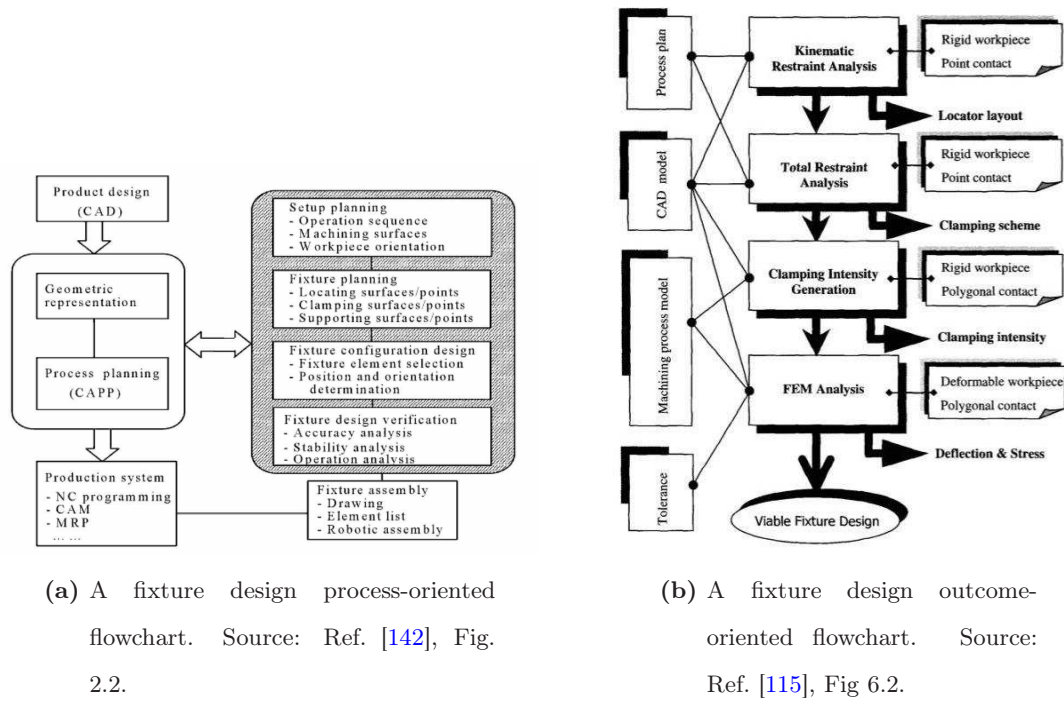 Product design
(CAD)
Geometric
representation
Process planning
(CAPP)
Production system
- NC programming
- CAM
- MRP
... ...
Setup planning
- Operation sequence
- Machining surfaces
- Workpiece orientation
Fixture planning
- Locating surfaces/points
- Clamping surfaces/points
- Supporting surfaces/points
Fixture configuration design
- Fixture element selection
- Position and orientation
determination
Fixture design verification
- Accuracy analysis
- Stability analysis
- Operation analysis
Fixture assembly
- Drawing
- Element list
- Robotic assembly
(a) A fixture design process-oriented
flowchart. Source: Ref. [142], Fig.
2.2.
Process plan
CAD model
Machining process model
Tolerance
Kinematic
Restraint Analysis
Rigid workpiece
Point contact
Locator layout
Total Restraint
Analysis
Rigid workpiece
Point contact
Clamping scheme
Clamping Intensity
Generation
Rigid workpiece
Polygonal contact
Clamping intensity
FEM Analysis
Deformable workpiece
Polygonal contact
Deflection & Stress
Viable Fixture Design
(b) A fixture design outcome-
oriented flowchart. Source:
Ref. [115], Fig 6.2.